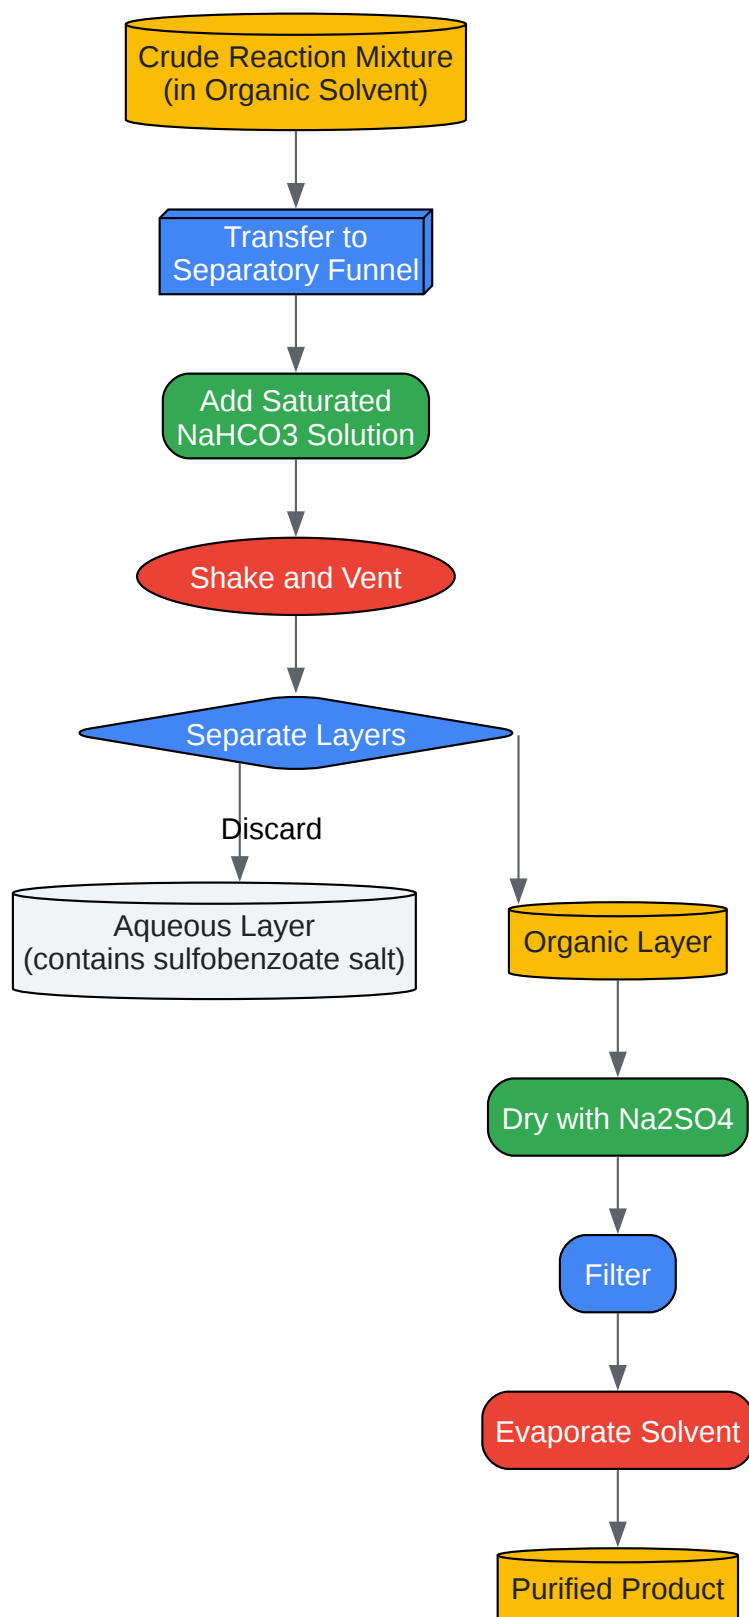 Crude Reaction Mixture
(in Organic Solvent)
Transfer to
Separatory Funnel
Add Saturated
NaHCO3 Solution
Shake and Vent
Separate Layers
Discard
Aqueous Layer
(contains sulfobenzoate salt)
Organic Layer
Dry with Na2SO4
Filter
Evaporate Solvent
Purified Product